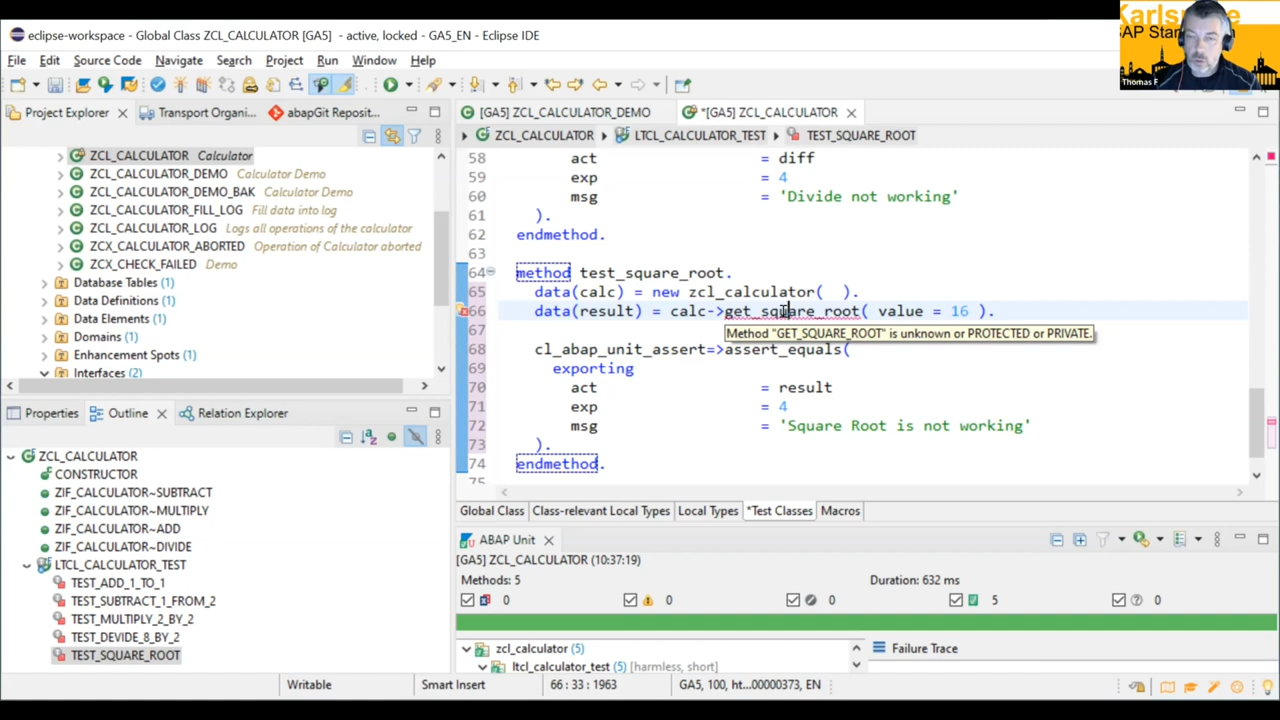 Karlsruhe
SAP Stam
Thomas F
eclipse-workspace - Global Class ZCL_CALCULATOR [GA5] - active, locked - GA5_EN - Eclipse IDE
File Edit Source Code Navigate Search Project Run Window Help
Project Explorer Transport Organi... abapGit Reposit...
[GA5] ZCL_CALCULATOR_DEMO *[GA5] ZCL_CALCULATOR
ZCL_CALCULATOR LTCL_CALCULATOR_TEST TEST_SQUARE_ROOT
ZCL_CALCULATOR Calculator
ZCL_CALCULATOR_DEMO Calculator Demo
ZCL_CALCULATOR_DEMO_BAK Calculator Demo
ZCL_CALCULATOR_FILL_LOG Fill data into log
ZCL_CALCULATOR_LOG Logs all operations of the calculator
ZCX_CALCULATOR_ABORTED Operation of Calculator aborted
ZCX_CHECK_FAILED Demo
Database Tables (1)
Data Definitions (1)
Data Elements (1)
Domains (1)
Enhancement Spots (1)
Interfaces (2)
58 act = diff
59 exp = 4
60 msg = 'Divide not working'
61 ).
62 endmethod.
63
64 method test_square_root.
65 data(calc) = new zcl_calculator( ).
66 data(result) = calc->get_square_root( value = 16 ).
67
Method "GET_SQUARE_ROOT" is unknown or PROTECTED or PRIVATE.
68 cl_abap_unit_assert=>assert_equals(
69 exporting
70 act = result
71 exp = 4
72 msg = 'Square Root is not working'
73 ).
74 endmethod.
75
Properties Outline Relation Explorer
ZCL_CALCULATOR
CONSTRUCTOR
ZIF_CALCULATOR~SUBTRACT
ZIF_CALCULATOR~MULTIPLY
ZIF_CALCULATOR~ADD
ZIF_CALCULATOR~DIVIDE
LTCL_CALCULATOR_TEST
TEST_ADD_1_TO_1
TEST_SUBTRACT_1_FROM_2
TEST_MULTIPLY_2_BY_2
TEST_DEVIDE_8_BY_2
TEST_SQUARE_ROOT
Global Class Class-relevant Local Types Local Types *Test Classes Macros
ABAP Unit
[GA5] ZCL_CALCULATOR (10:37:19)
Methods: 5 Duration: 632 ms
0 0 0 5 0
zcl_calculator (5)
ltcl_calculator_test (5) [harmless, short]
Failure Trace
Writable Smart Insert 66 : 33 : 1963 GA5, 100, ht...00000373, EN